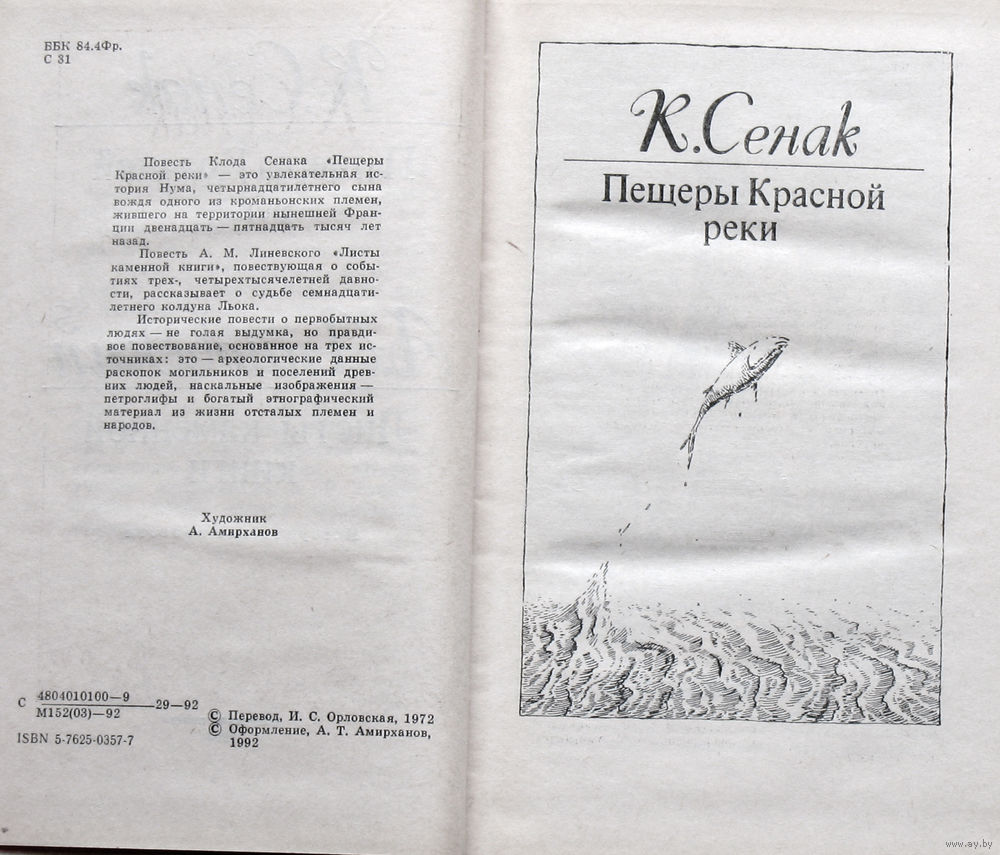 ББК 84.4Фр.
С 31
Повесть Клода Сенака «Пещеры
Красной реки» — это увлекательная ис-
тория Нума, четырнадцатилетнего сына
вождя одного из кроманьонских племен,
жившего на территории нынешней Фран-
ции двенадцать — пятнадцать тысяч лет
назад.
Повесть А. М. Линевского «Листы
каменной книги», повествующая о собы-
тиях трех-, четырехтысячелетней давно-
сти, рассказывает о судьбе семнадцати-
летнего колдуна Льока.
Исторические повести о первобытных
людях — не голая выдумка, но правди-
вое повествование, основанное на трех ис-
точниках: это — археологические данные
раскопок могильников и поселений древ-
них людей, наскальные изображения —
петроглифы и богатый этнографический
материал из жизни отсталых племен и
народов.
Художник
А. Амирханов
С 4804010100—9
М152(03)—92
29—92
ISBN 5-7625-0357-7
© Перевод, И. С. Орловская, 1972
© Оформление, А. Т. Амирханов,
1992
К. Сенак
Пещеры Красной
реки
www.ay.by